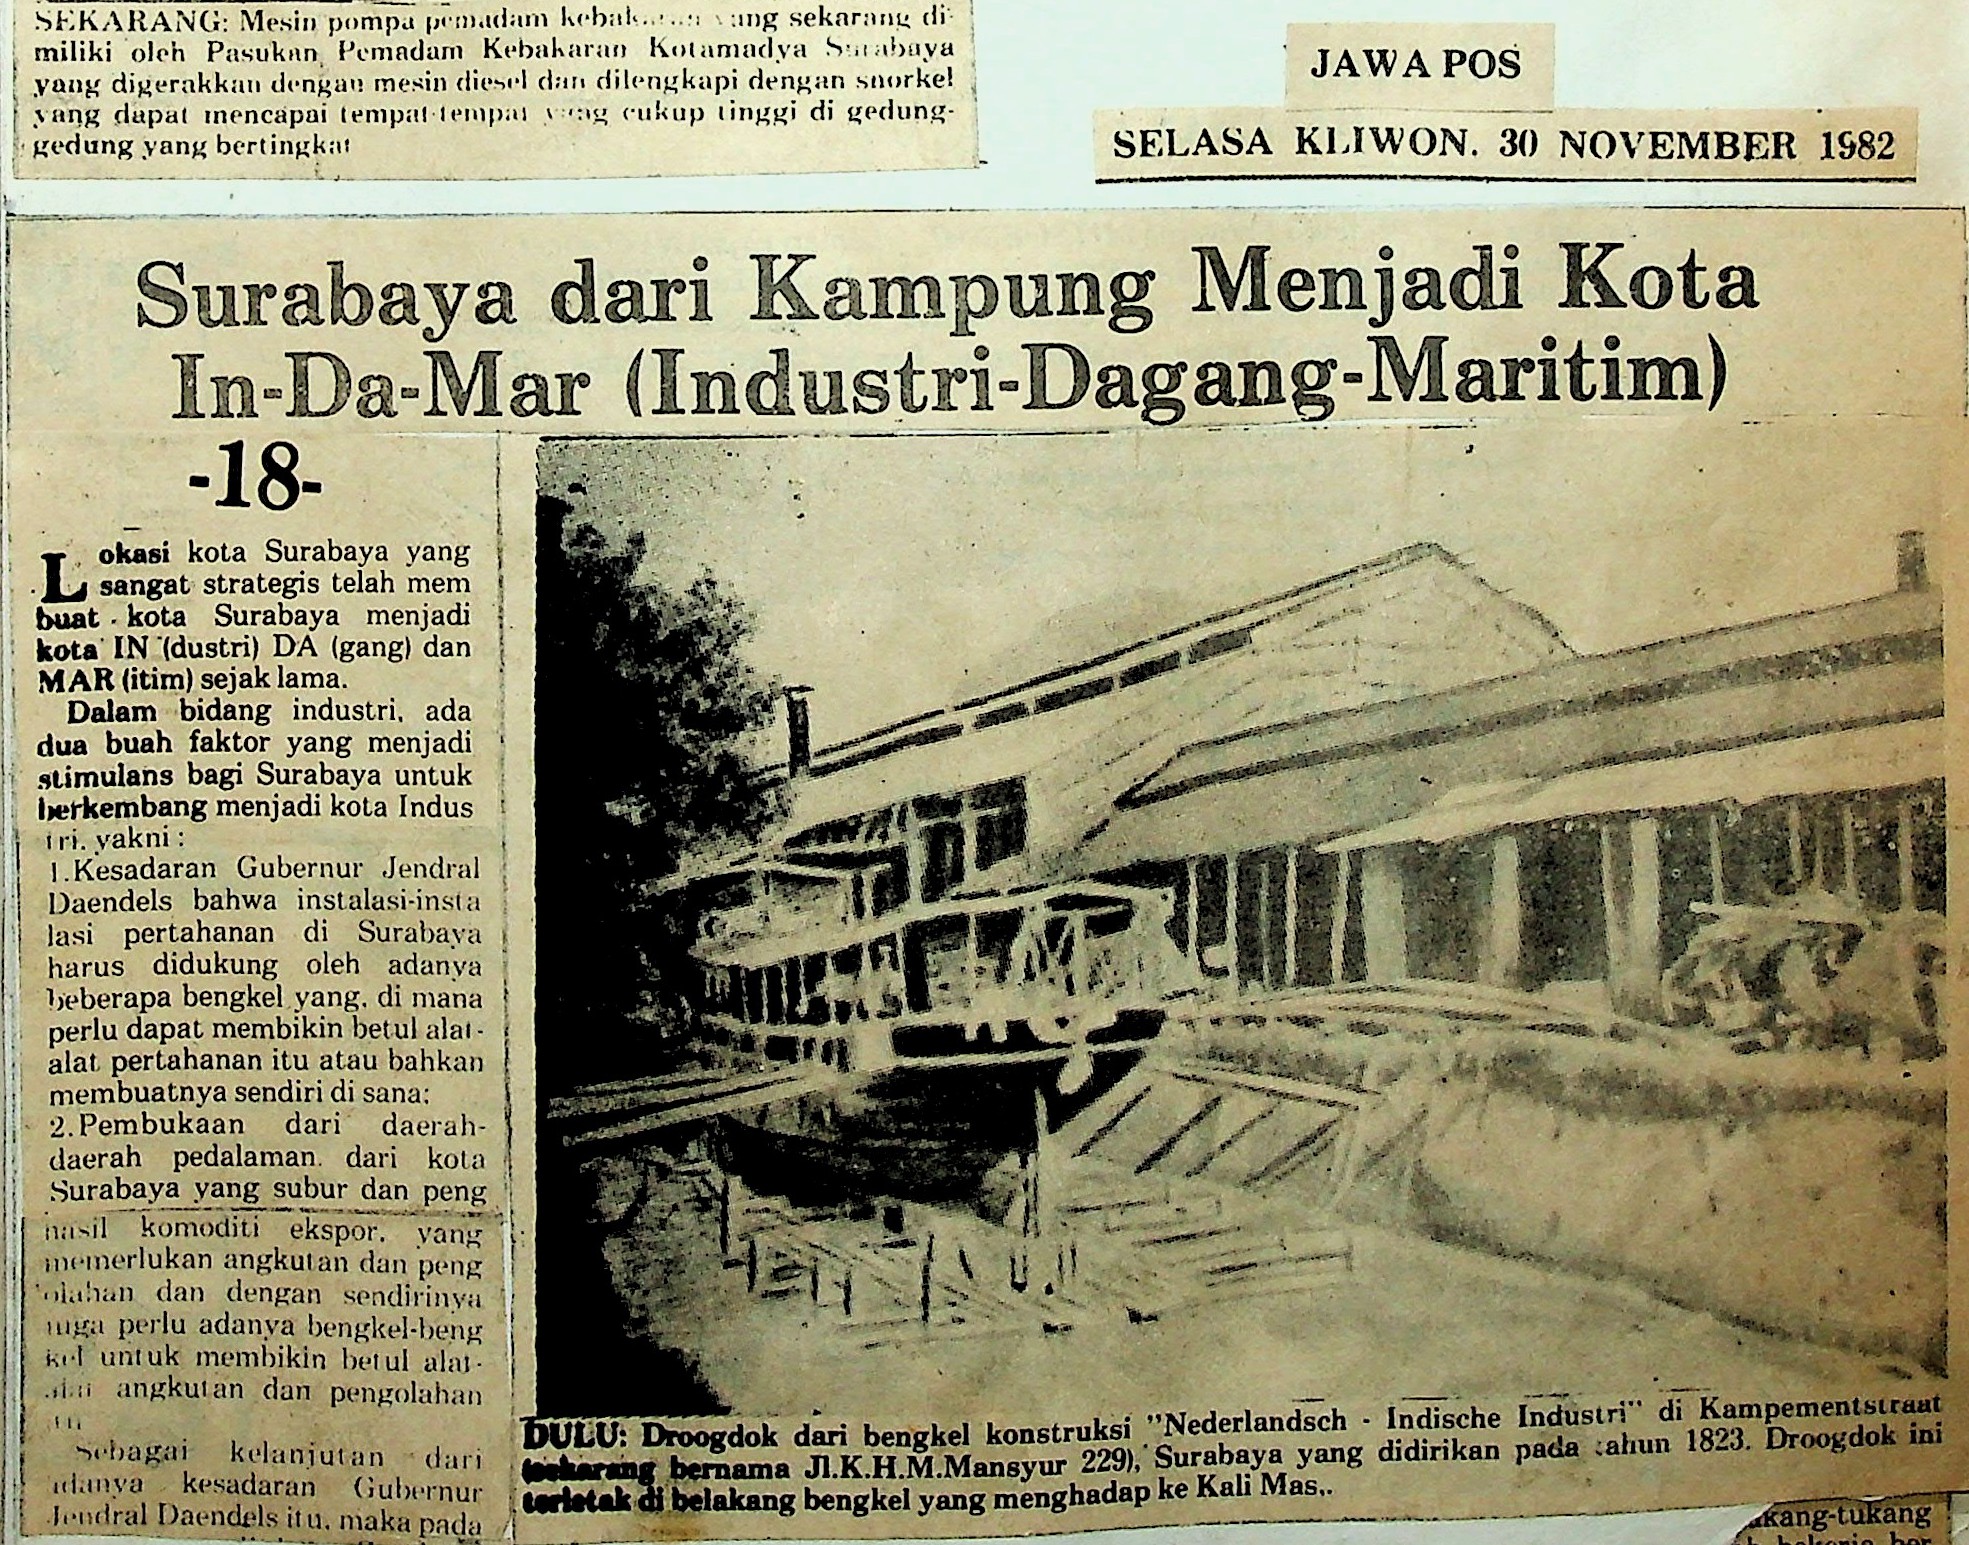 SEKARANG: Mesin pompa pemadam kebakaran yang sekarang di-
miliki oleh Pasukan Pemadam Kebakaran Kotamadya Surabaya
yang digerakkan dengan mesin diesel dan dilengkapi dengan snorkel
yang dapat mencapai tempat-tempat yang cukup tinggi di gedung-
gedung yang bertingkat
JAWA POS
SELASA KLIWON. 30 NOVEMBER 1982
Surabaya dari Kampung Menjadi Kota
In-Da-Mar (Industri-Dagang-Maritim)
-18-
Lokasi kota Surabaya yang
sangat strategis telah mem
buat kota Surabaya menjadi
kota IN (dustri) DA (gang) dan
MAR (itim) sejak lama.
Dalam bidang industri, ada
dua buah faktor yang menjadi
stimulans bagi Surabaya untuk
berkembang menjadi kota Indus
tri, yakni :
1.Kesadaran Gubernur Jendral
Daendels bahwa instalasi-insta
lasi pertahanan di Surabaya
harus didukung oleh adanya
beberapa bengkel yang, di mana
perlu dapat membikin betul alat-
alat pertahanan itu atau bahkan
membuatnya sendiri di sana;
2.Pembukaan dari daerah-
daerah pedalaman, dari kota
Surabaya yang subur dan peng
hasil komoditi ekspor, yang
memerlukan angkutan dan peng
olahan dan dengan sendirinya
juga perlu adanya bengkel-beng
kel untuk membikin betul alat-
alat angkutan dan pengolahan
Sebagai kelanjutan dari
adanya kesadaran Gubernur
Jendral Daendels itu, maka pada
DULU: Droogdok dari bengkel konstruksi "Nederlandsch - Indische Industri" di Kampementstraat
(sekarang bernama Jl.K.H.M.Mansyur 229), Surabaya yang didirikan pada tahun 1823. Droogdok ini
terletak di belakang bengkel yang menghadap ke Kali Mas,.
kang-tukang